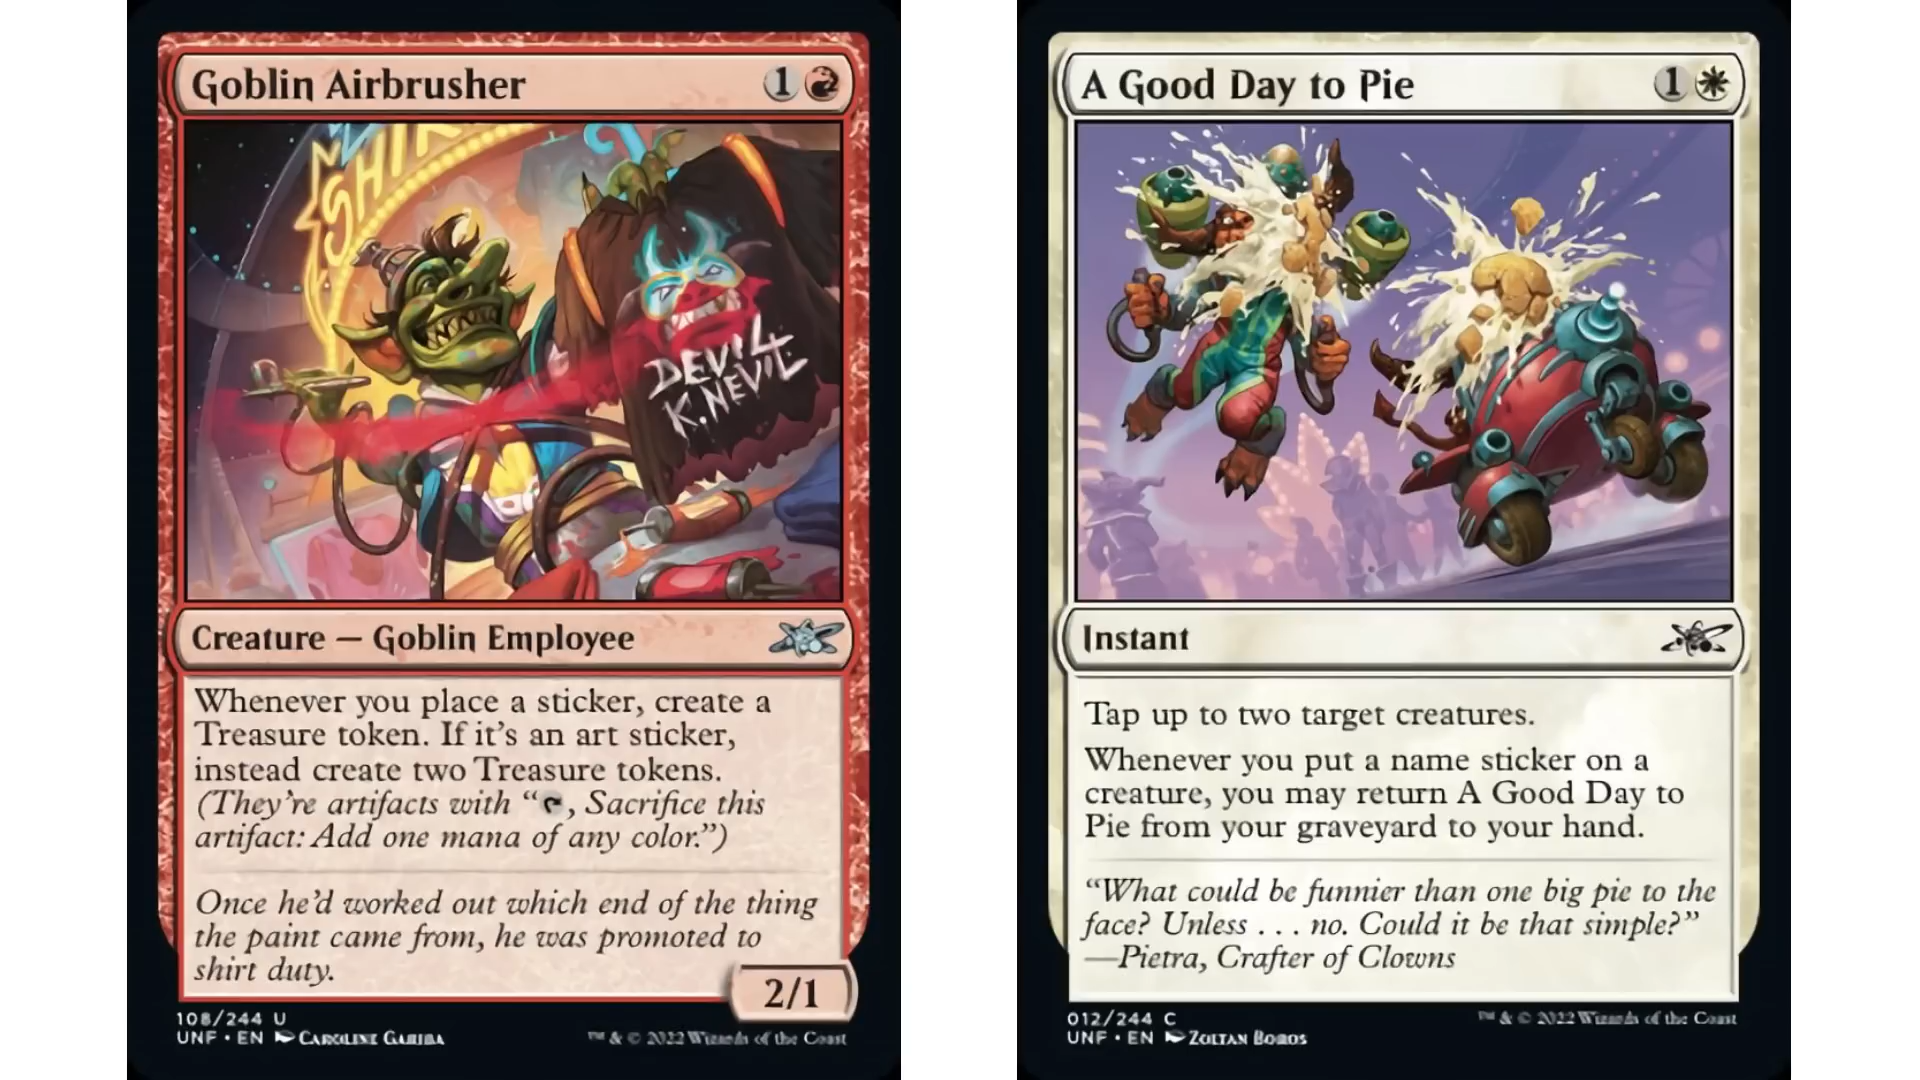 Goblin Airbrusher 1
SHIR
DEVIL
K.NEVIL
Creature — Goblin Employee
Whenever you place a sticker, create a
Treasure token. If it's an art sticker,
instead create two Treasure tokens.
(They're artifacts with “, Sacrifice this
artifact: Add one mana of any color.”)
Once he'd worked out which end of the thing
the paint came from, he was promoted to
shirt duty.
2/1
108/244 U
UNF • EN CAROLINE GARIBA
™ & © 2022 Wizards of the Coast
A Good Day to Pie 1
Instant
Tap up to two target creatures.
Whenever you put a name sticker on a
creature, you may return A Good Day to
Pie from your graveyard to your hand.
“What could be funnier than one big pie to the
face? Unless . . . no. Could it be that simple?”
—Pietra, Crafter of Clowns
012/244 C
UNF • EN ZOLTAN BOROS
™ & © 2022 Wizards of the Coast